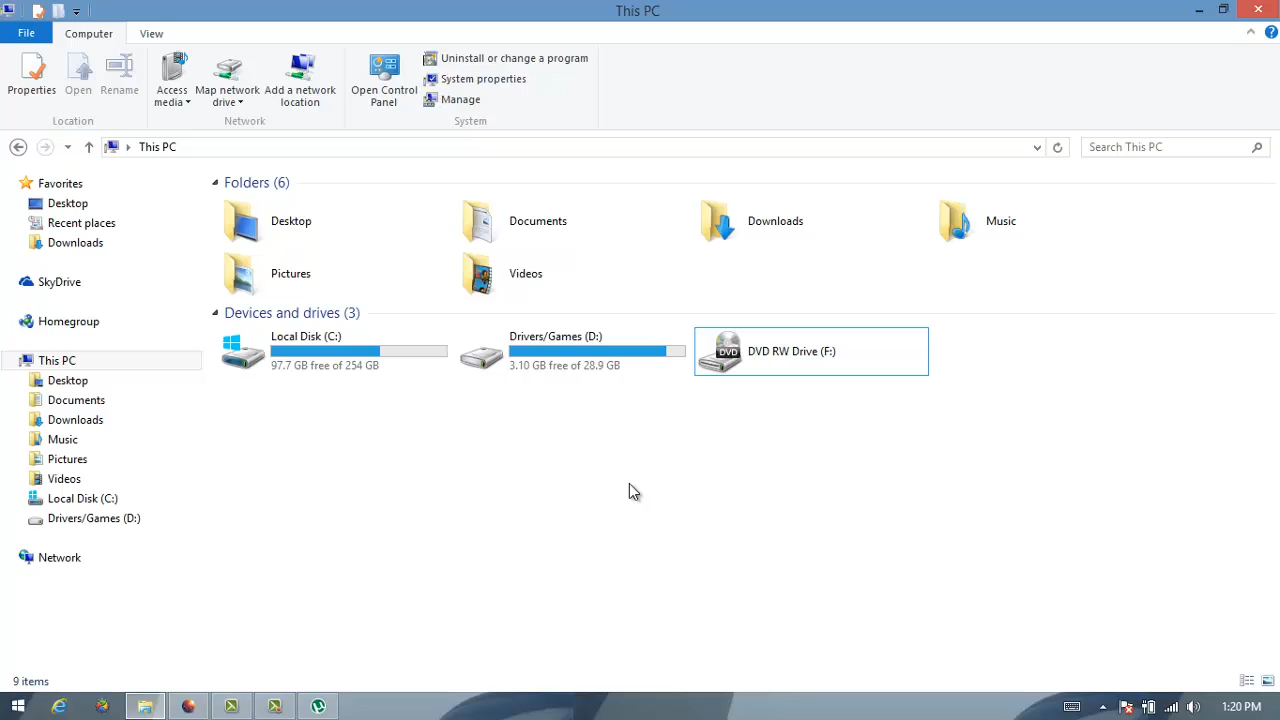 This PC
File
Computer
View
Properties
Open
Rename
Access media
Map network drive
Add a network location
Open Control Panel
Uninstall or change a program
System properties
Manage
Location
Network
System
This PC
Search This PC
Favorites
Desktop
Recent places
Downloads
SkyDrive
Homegroup
This PC
Desktop
Documents
Downloads
Music
Pictures
Videos
Local Disk (C:)
Drivers/Games (D:)
Network
Folders (6)
Desktop
Documents
Downloads
Music
Pictures
Videos
Devices and drives (3)
Local Disk (C:)
97.7 GB free of 254 GB
Drivers/Games (D:)
3.10 GB free of 28.9 GB
DVD
DVD RW Drive (F:)
9 items
1:20 PM